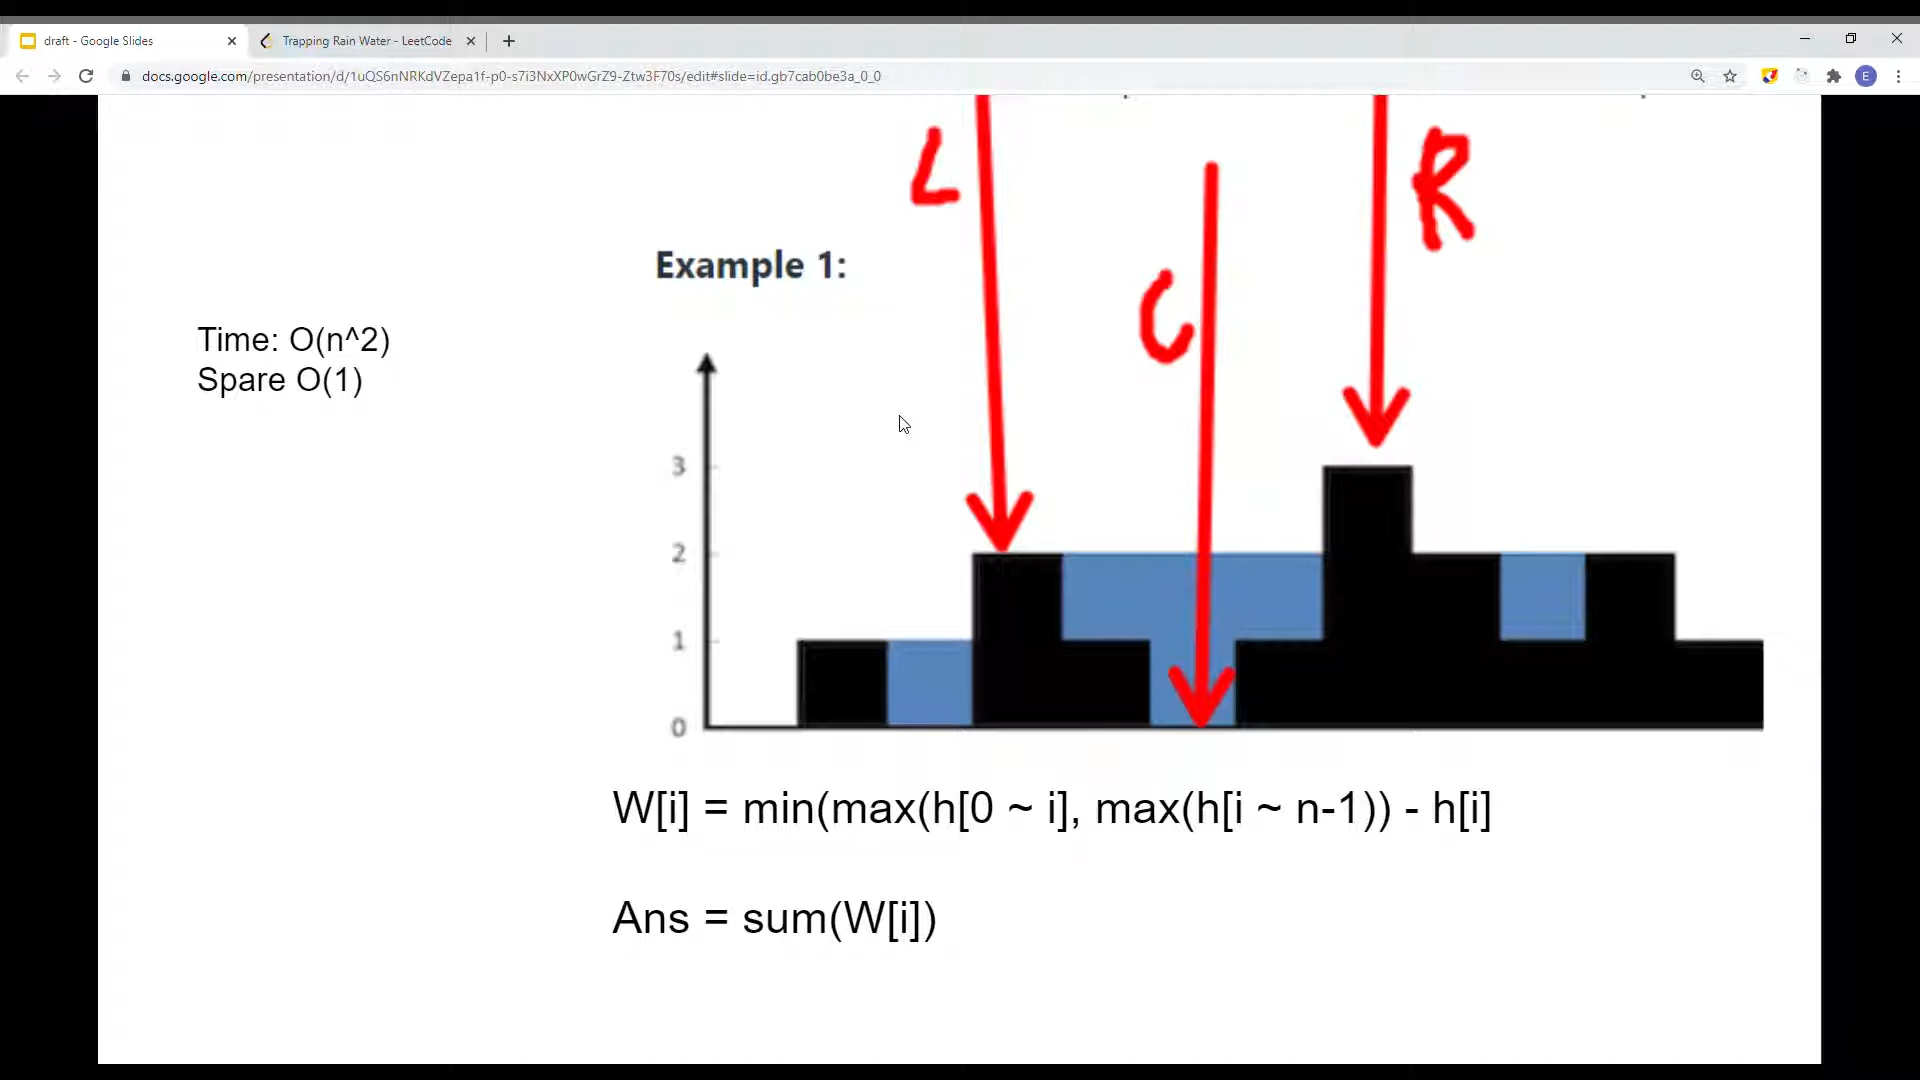 draft - Google Slides
Trapping Rain Water - LeetCode
docs.google.com/presentation/d/1uQS6nNRKdVZepa1f-p0-s7i3NxXP0wGrZ9-Ztw3F70s/edit#slide=id.gb7cab0be3a_0_0
E
L
R
C
Example 1:
Time: O(n^2)
Spare O(1)
3
2
1
0
W[i] = min(max(h[0 ~ i], max(h[i ~ n-1)) - h[i]
Ans = sum(W[i])